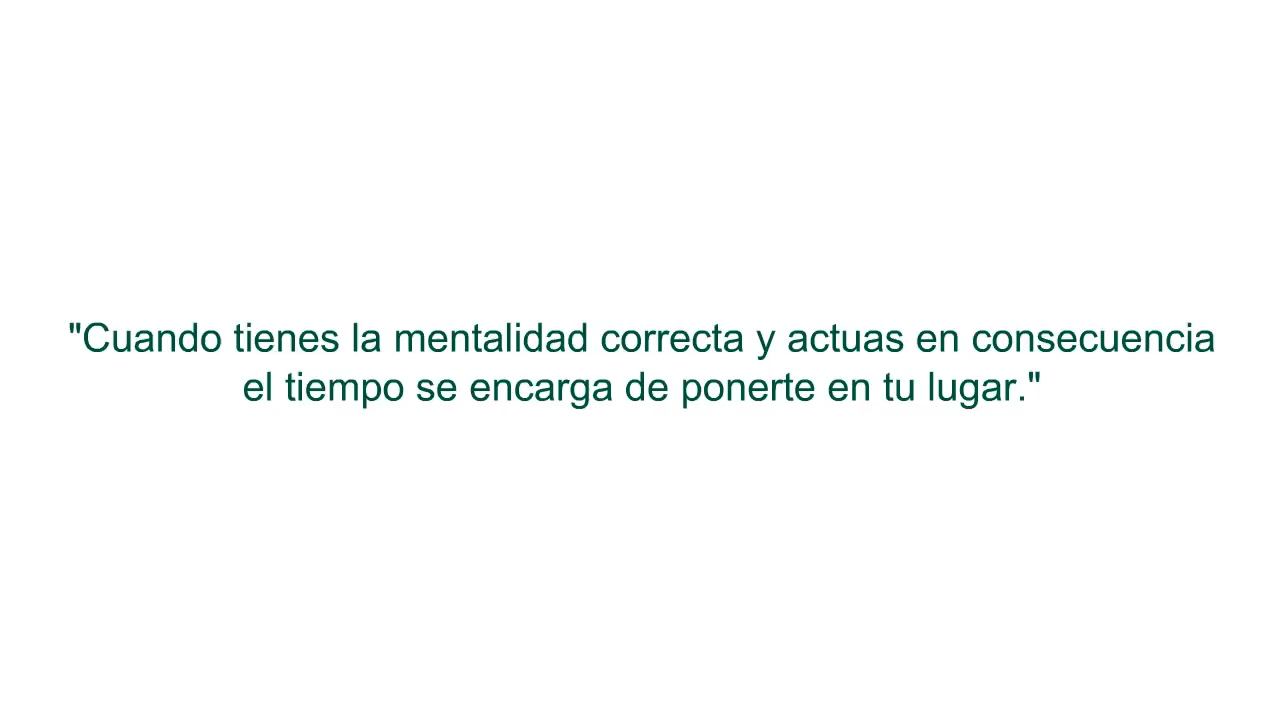 "Cuando tienes la mentalidad correcta y actuas en consecuencia
el tiempo se encarga de ponerte en tu lugar."